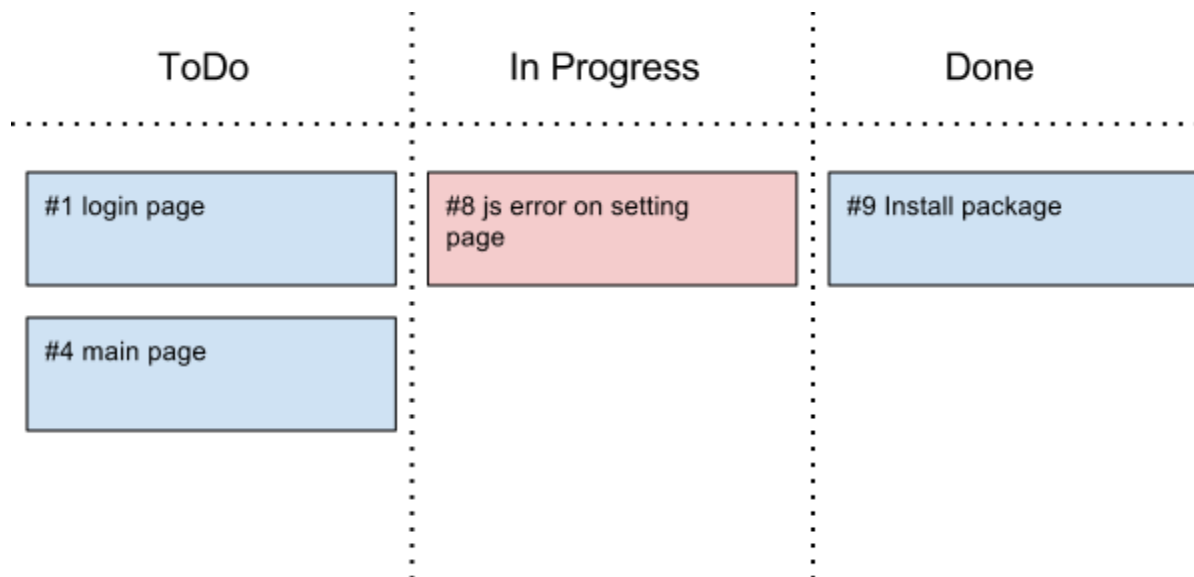 ToDo
In Progress
Done
#1 login page
#8 js error on setting
page
#9 Install package
#4 main page